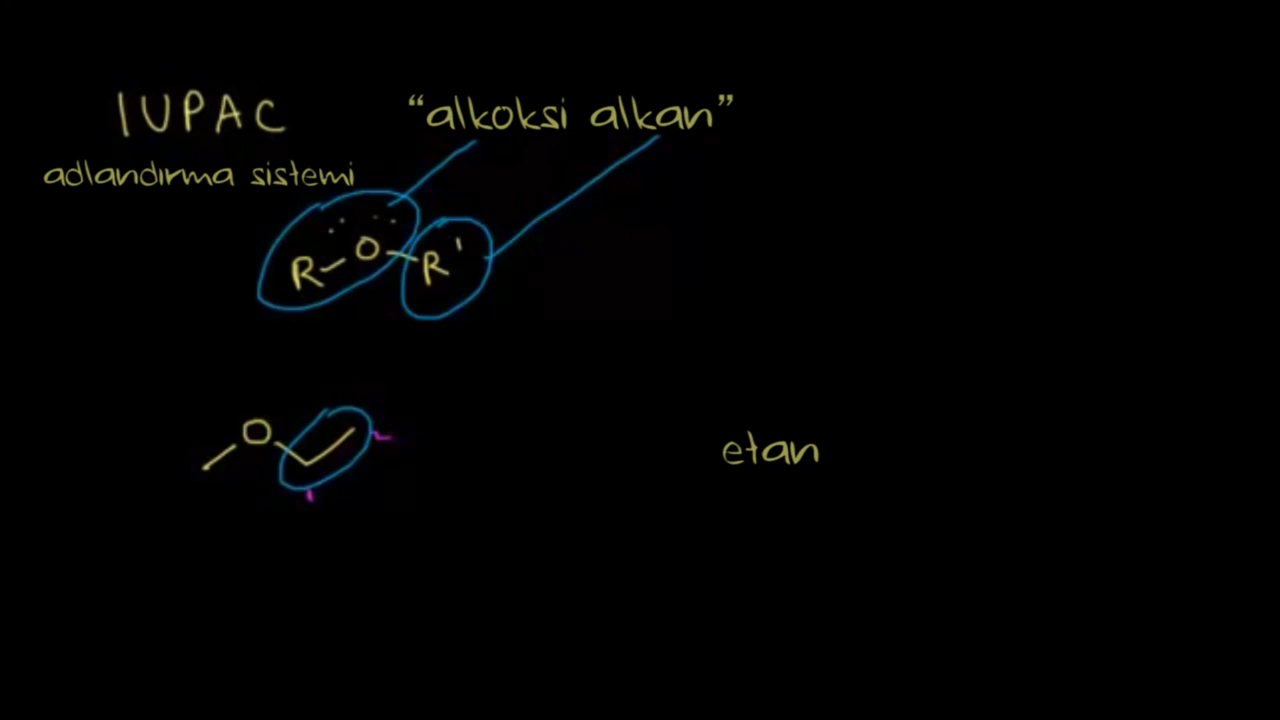 IUPAC “alkoksi alkan”
adlandırma sistemi
R-O-R'
O
etan